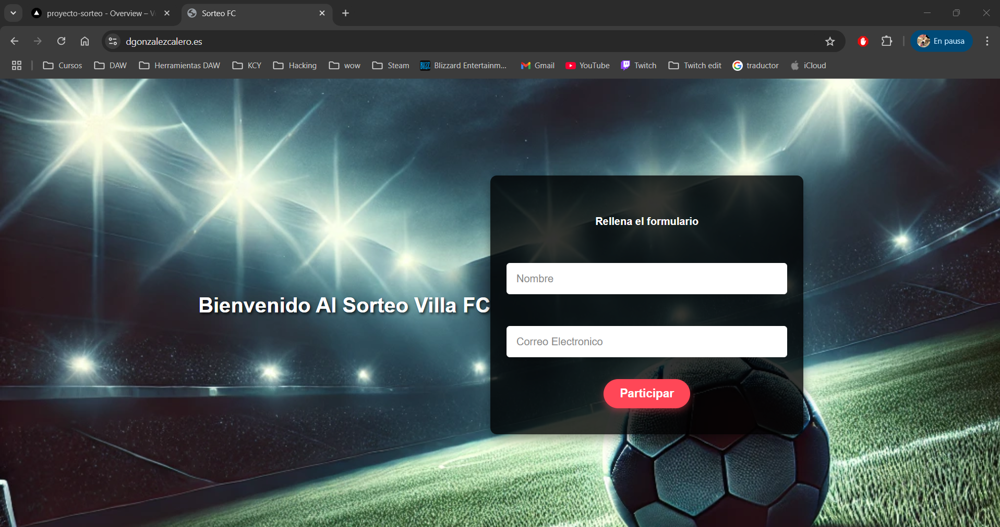 proyecto-sorteo - Overview – V
Sorteo FC
dgonzalezcalero.es
En pausa
Cursos
DAW
Herramientas DAW
KCY
Hacking
wow
Steam
BLIZZ
Blizzard Entertainm...
Gmail
YouTube
Twitch
Twitch edit
traductor
iCloud
Rellena el formulario
Nombre
Bienvenido Al Sorteo Villa FC
Correo Electronico
Participar